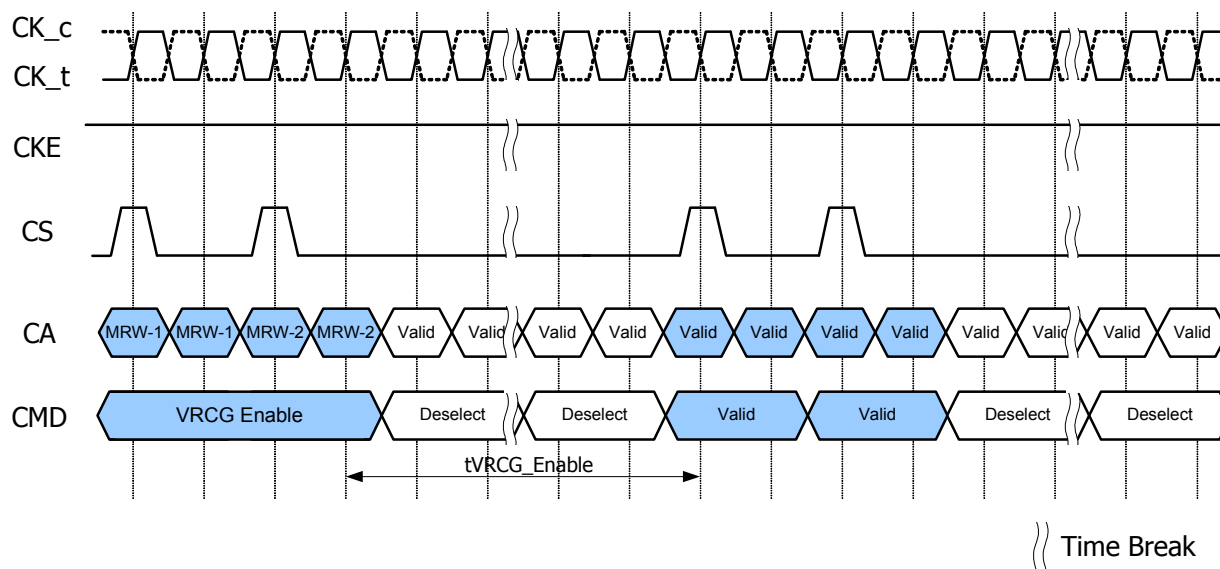 CK_c
CK_t
CKE
CS
CA MRW-1 MRW-1 MRW-2 MRW-2 Valid Valid Valid Valid Valid Valid Valid Valid Valid Valid Valid Valid
CMD VRCG Enable Deselect Deselect Valid Valid Deselect Deselect
tVRCG_Enable
Time Break